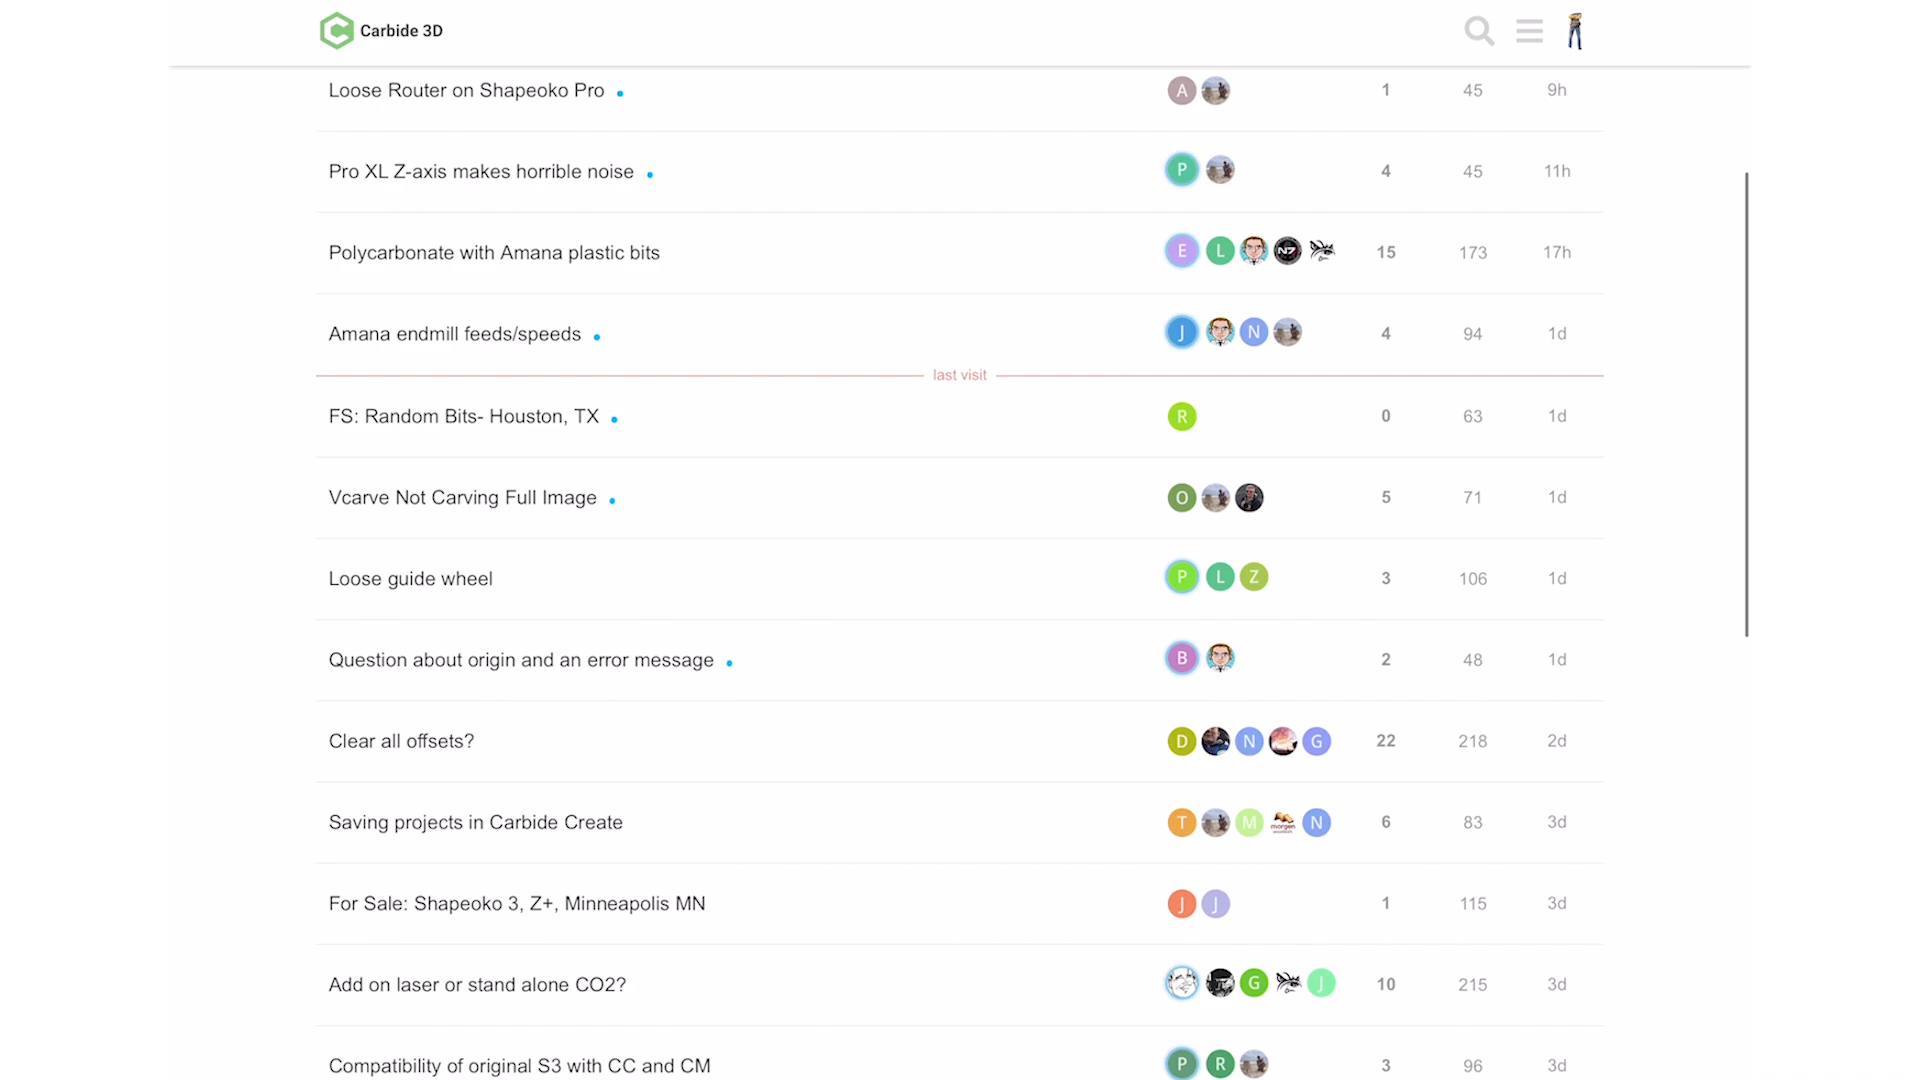 Carbide 3D
Loose Router on Shapeoko Pro A 1 45 9h
Pro XL Z-axis makes horrible noise P 4 45 11h
Polycarbonate with Amana plastic bits E L N7 15 173 17h
Amana endmill feeds/speeds J N 4 94 1d
last visit
FS: Random Bits- Houston, TX R 0 63 1d
Vcarve Not Carving Full Image O 5 71 1d
Loose guide wheel P L Z 3 106 1d
Question about origin and an error message B 2 48 1d
Clear all offsets? D N G 22 218 2d
Saving projects in Carbide Create T M morgen N 6 83 3d
For Sale: Shapeoko 3, Z+, Minneapolis MN J J 1 115 3d
Add on laser or stand alone CO2? G J 10 215 3d
Compatibility of original S3 with CC and CM P R 3 96 3d